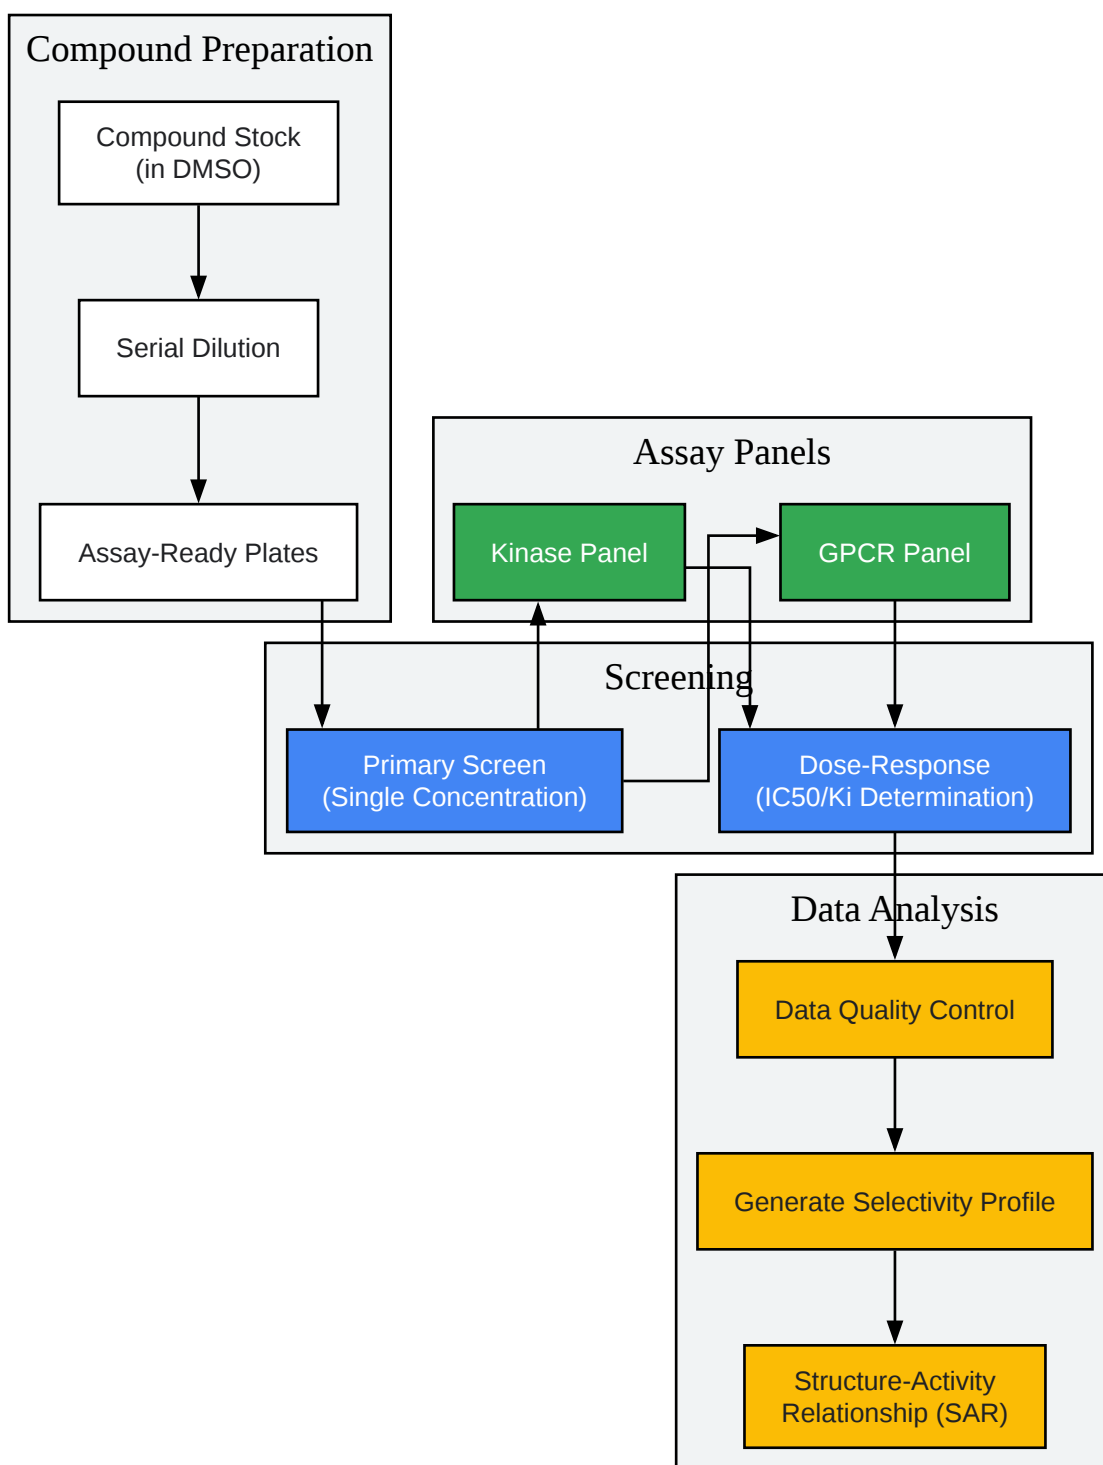 Compound Preparation
Compound Stock
(in DMSO)
Serial Dilution
Assay-Ready Plates
Assay Panels
Kinase Panel
GPCR Panel
Screening
Primary Screen
(Single Concentration)
Dose-Response
(IC50/Ki Determination)
Data Analysis
Data Quality Control
Generate Selectivity Profile
Structure-Activity
Relationship (SAR)